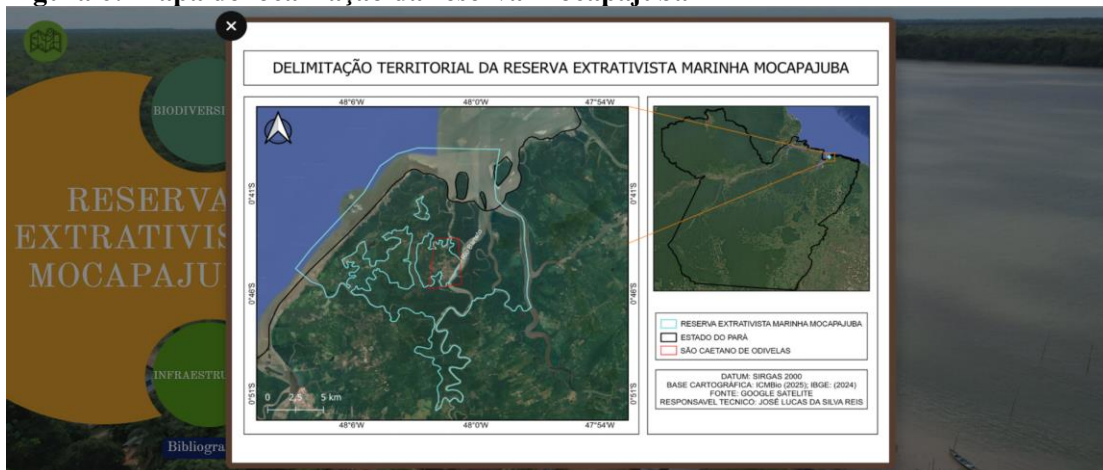 DELIMITAÇÃO TERRITORIAL DA RESERVA EXTRATIVISTA MARINHA MOCAPAJUBA
BIODIVERSI
RESERVA
EXTRATIVIS
MOCAPAJU
INFRAESTRU
Bibliogra
48°6'W 48°0'W 47°54'W
0°41'S 0°41'S
0°46'S 0°46'S
0°51'S 0°51'S
0 2,5 5 km
48°6'W 48°0'W 47°54'W
RESERVA EXTRATIVISTA MARINHA MOCAPAJUBA
ESTADO DO PARÁ
SÃO CAETANO DE ODIVELAS
DATUM: SIRGAS 2000
BASE CARTOGRÁFICA: ICMBio (2025); IBGE: (2024)
FONTE: GOOGLE SATELITE
RESPONSAVEL TECNICO: JOSÉ LUCAS DA SILVA REIS